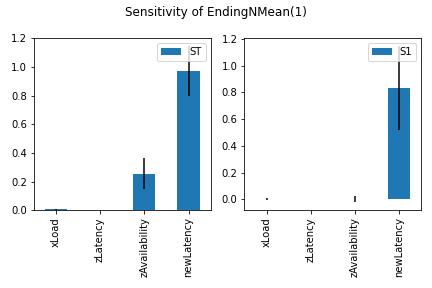 Sensitivity of EndingNMean(1)
1.2
1.0
0.8
0.6
0.4
0.2
0.0
ST
xLoad
zLatency
zAvailability
newLatency
1.2
1.0
0.8
0.6
0.4
0.2
0.0
S1
xLoad
zLatency
zAvailability
newLatency